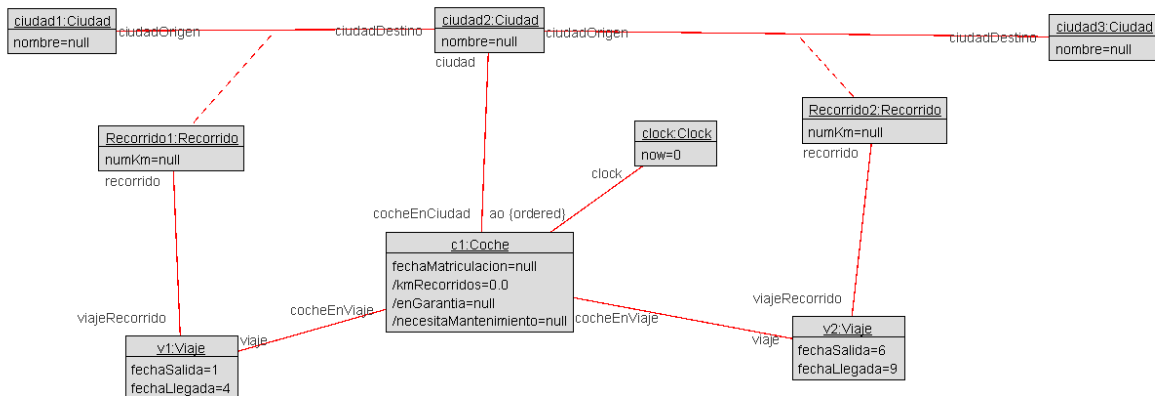 ciudad1:Ciudad
nombre=null
ciudadOrigen
ciudadDestino
ciudad2:Ciudad
nombre=null
ciudad
ciudadOrigen
ciudadDestino
ciudad3:Ciudad
nombre=null
Recorrido1:Recorrido
numKm=null
recorrido
clock:Clock
now=0
clock
Recorrido2:Recorrido
numKm=null
recorrido
cocheEnCiudad
ao {ordered}
c1:Coche
fechaMatriculacion=null
/kmRecorridos=0.0
/enGarantia=null
/necesitaMantenimiento=null
viajeRecorrido
cocheEnViaje
viaje
v1:Viaje
fechaSalida=1
fechaLlegada=4
cocheEnViaje
viajeRecorrido
viaje
v2:Viaje
fechaSalida=6
fechaLlegada=9